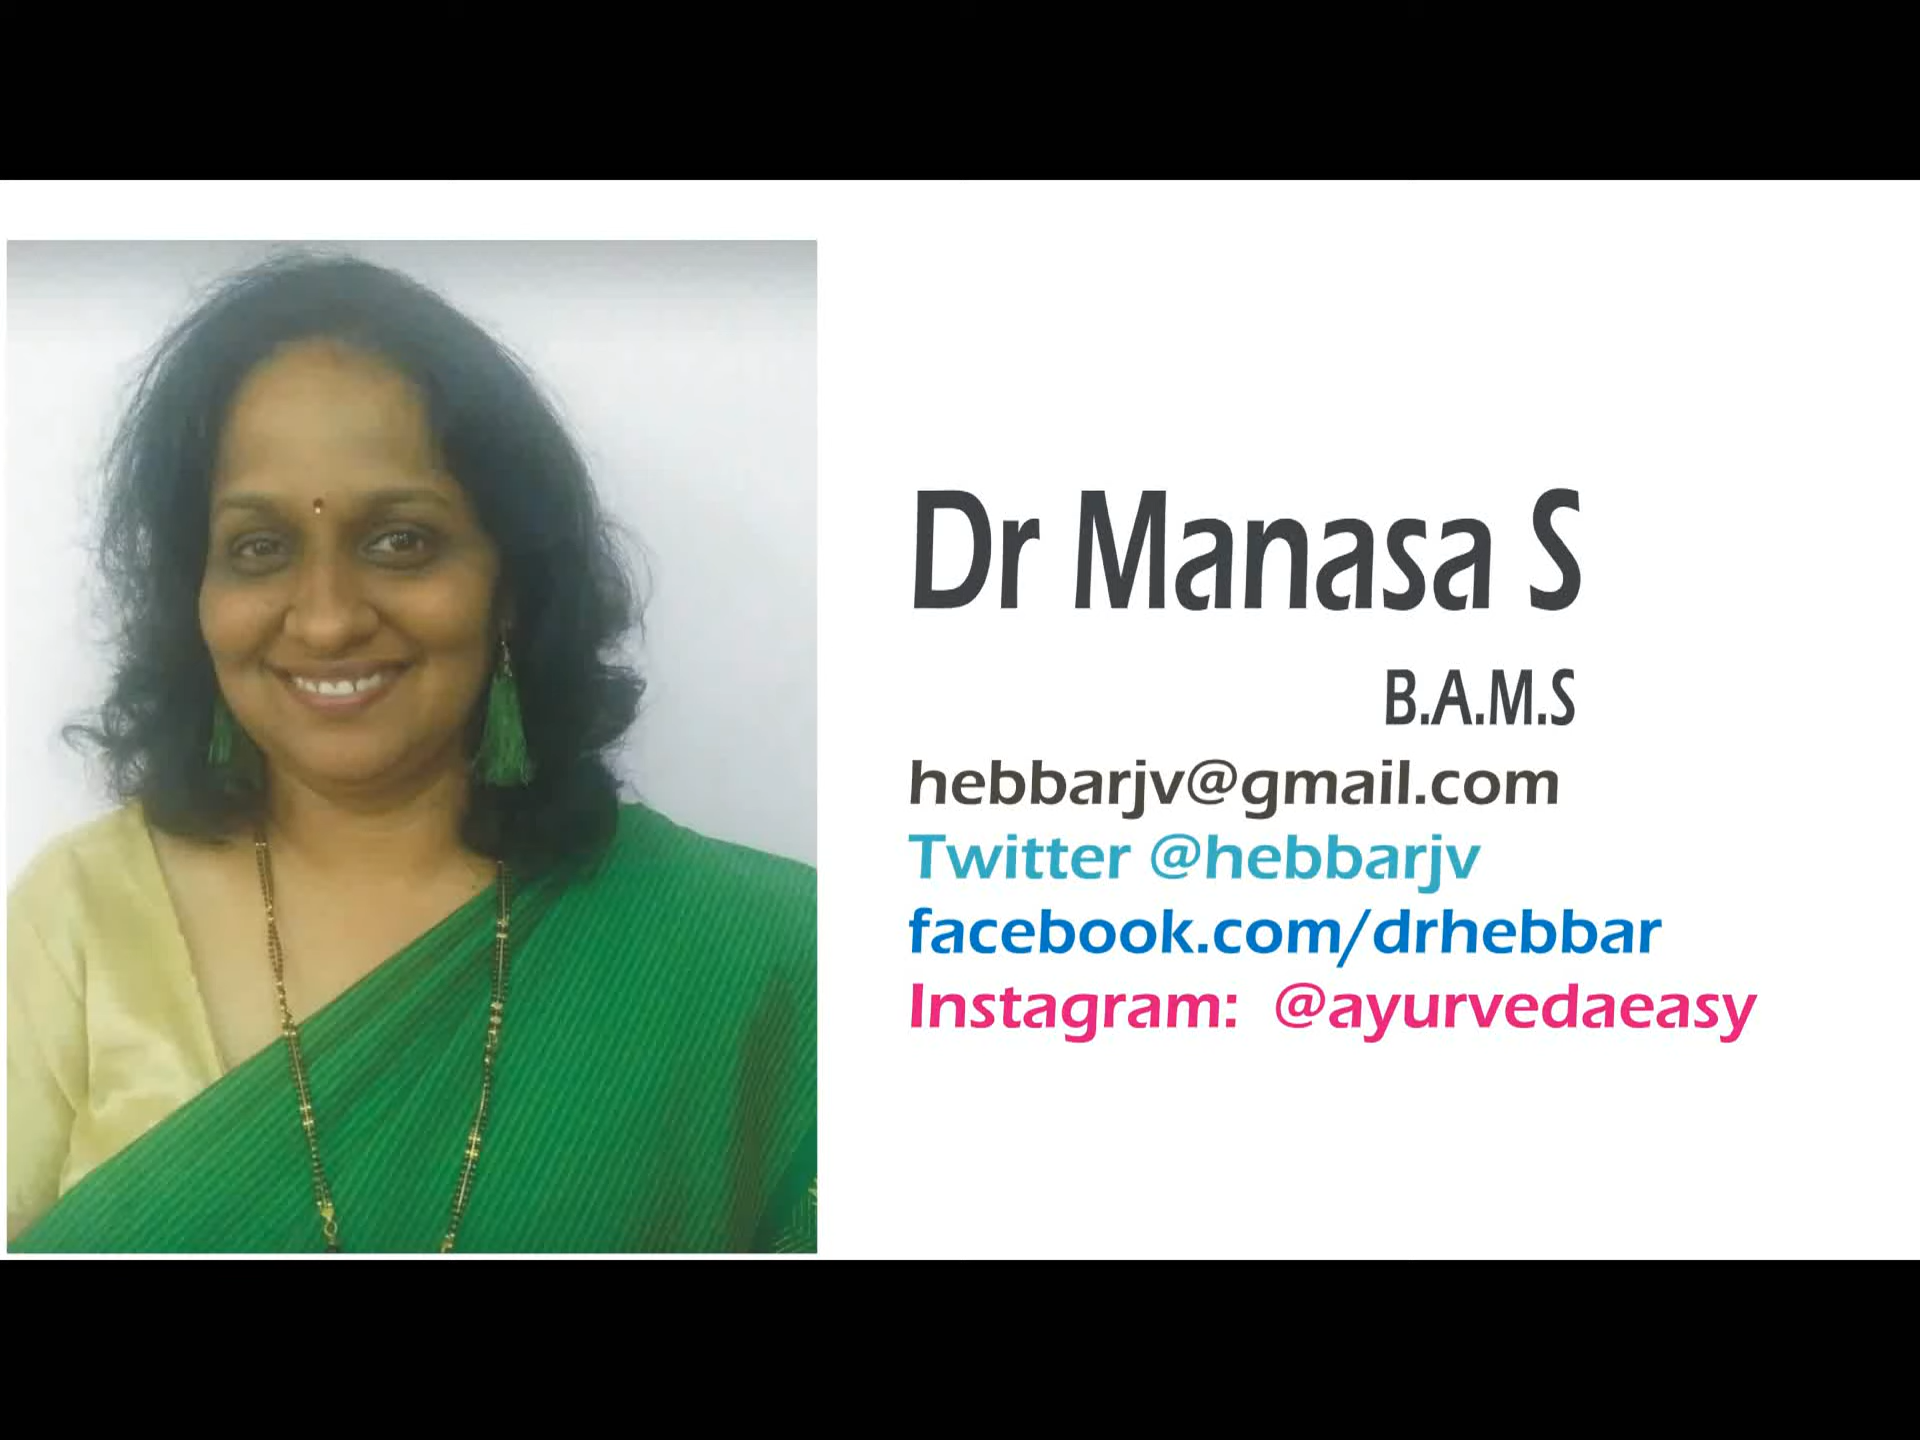 Dr Manasa S
B.A.M.S
hebbarjv@gmail.com
Twitter @hebbarjv
facebook.com/drhebbar
Instagram: @ayurvedaeasy